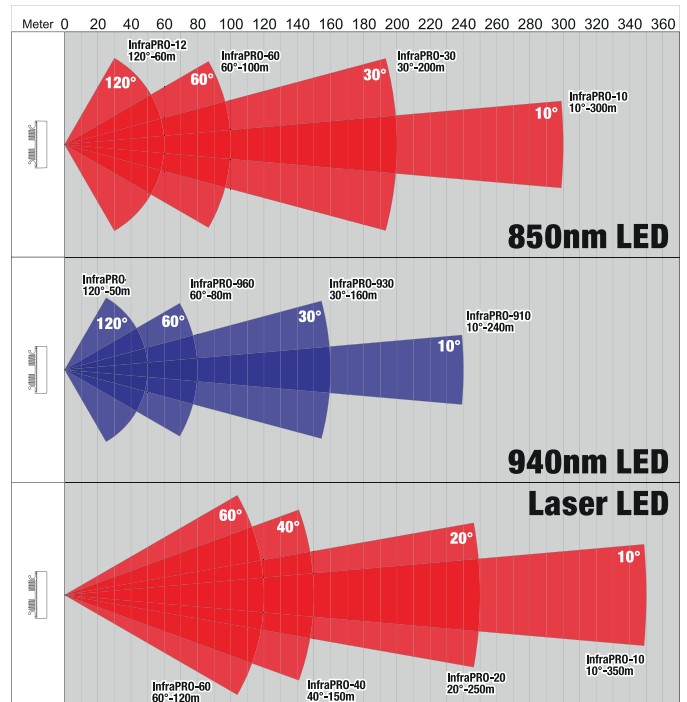 Meter 0 20 40 60 80 100 120 140 160 180 200 220 240 260 280 300 320 340 360
InfraPRO-12
120°-60m
InfraPRO-60
60°-100m
InfraPRO-30
30°-200m
InfraPRO-10
10°-300m
120°
60°
30°
10°
850nm LED
InfraPRO-
120°-50m
InfraPRO-960
60°-80m
InfraPRO-930
30°-160m
InfraPRO-910
10°-240m
120°
60°
30°
10°
940nm LED
Laser LED
60°
40°
20°
10°
InfraPRO-60
60°-120m
InfraPRO-40
40°-150m
InfraPRO-20
20°-250m
InfraPRO-10
10°-350m